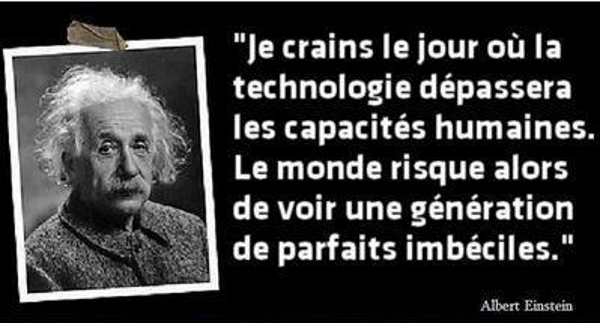 "Je crains le jour où la
technologie dépassera
les capacités humaines.
Le monde risque alors
de voir une génération
de parfaits imbéciles."
Albert Einstein